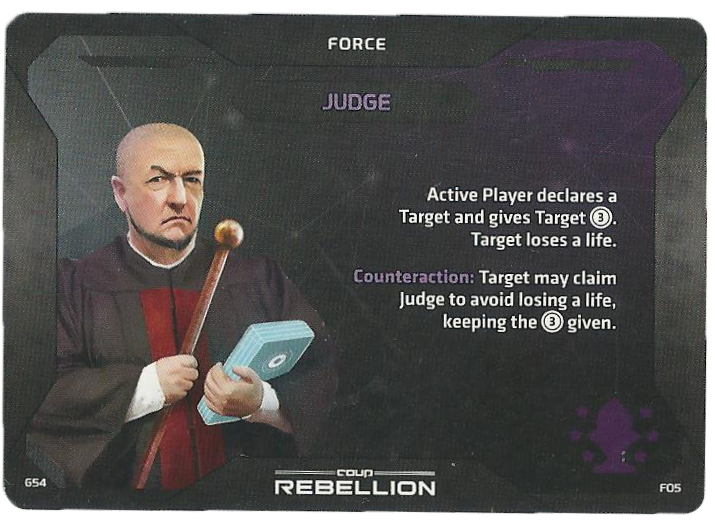 FORCE
JUDGE
Active Player declares a
Target and gives Target ③.
Target loses a life.
Counteraction: Target may claim
Judge to avoid losing a life,
keeping the ③ given.
G54
COUP
REBELLION
F05